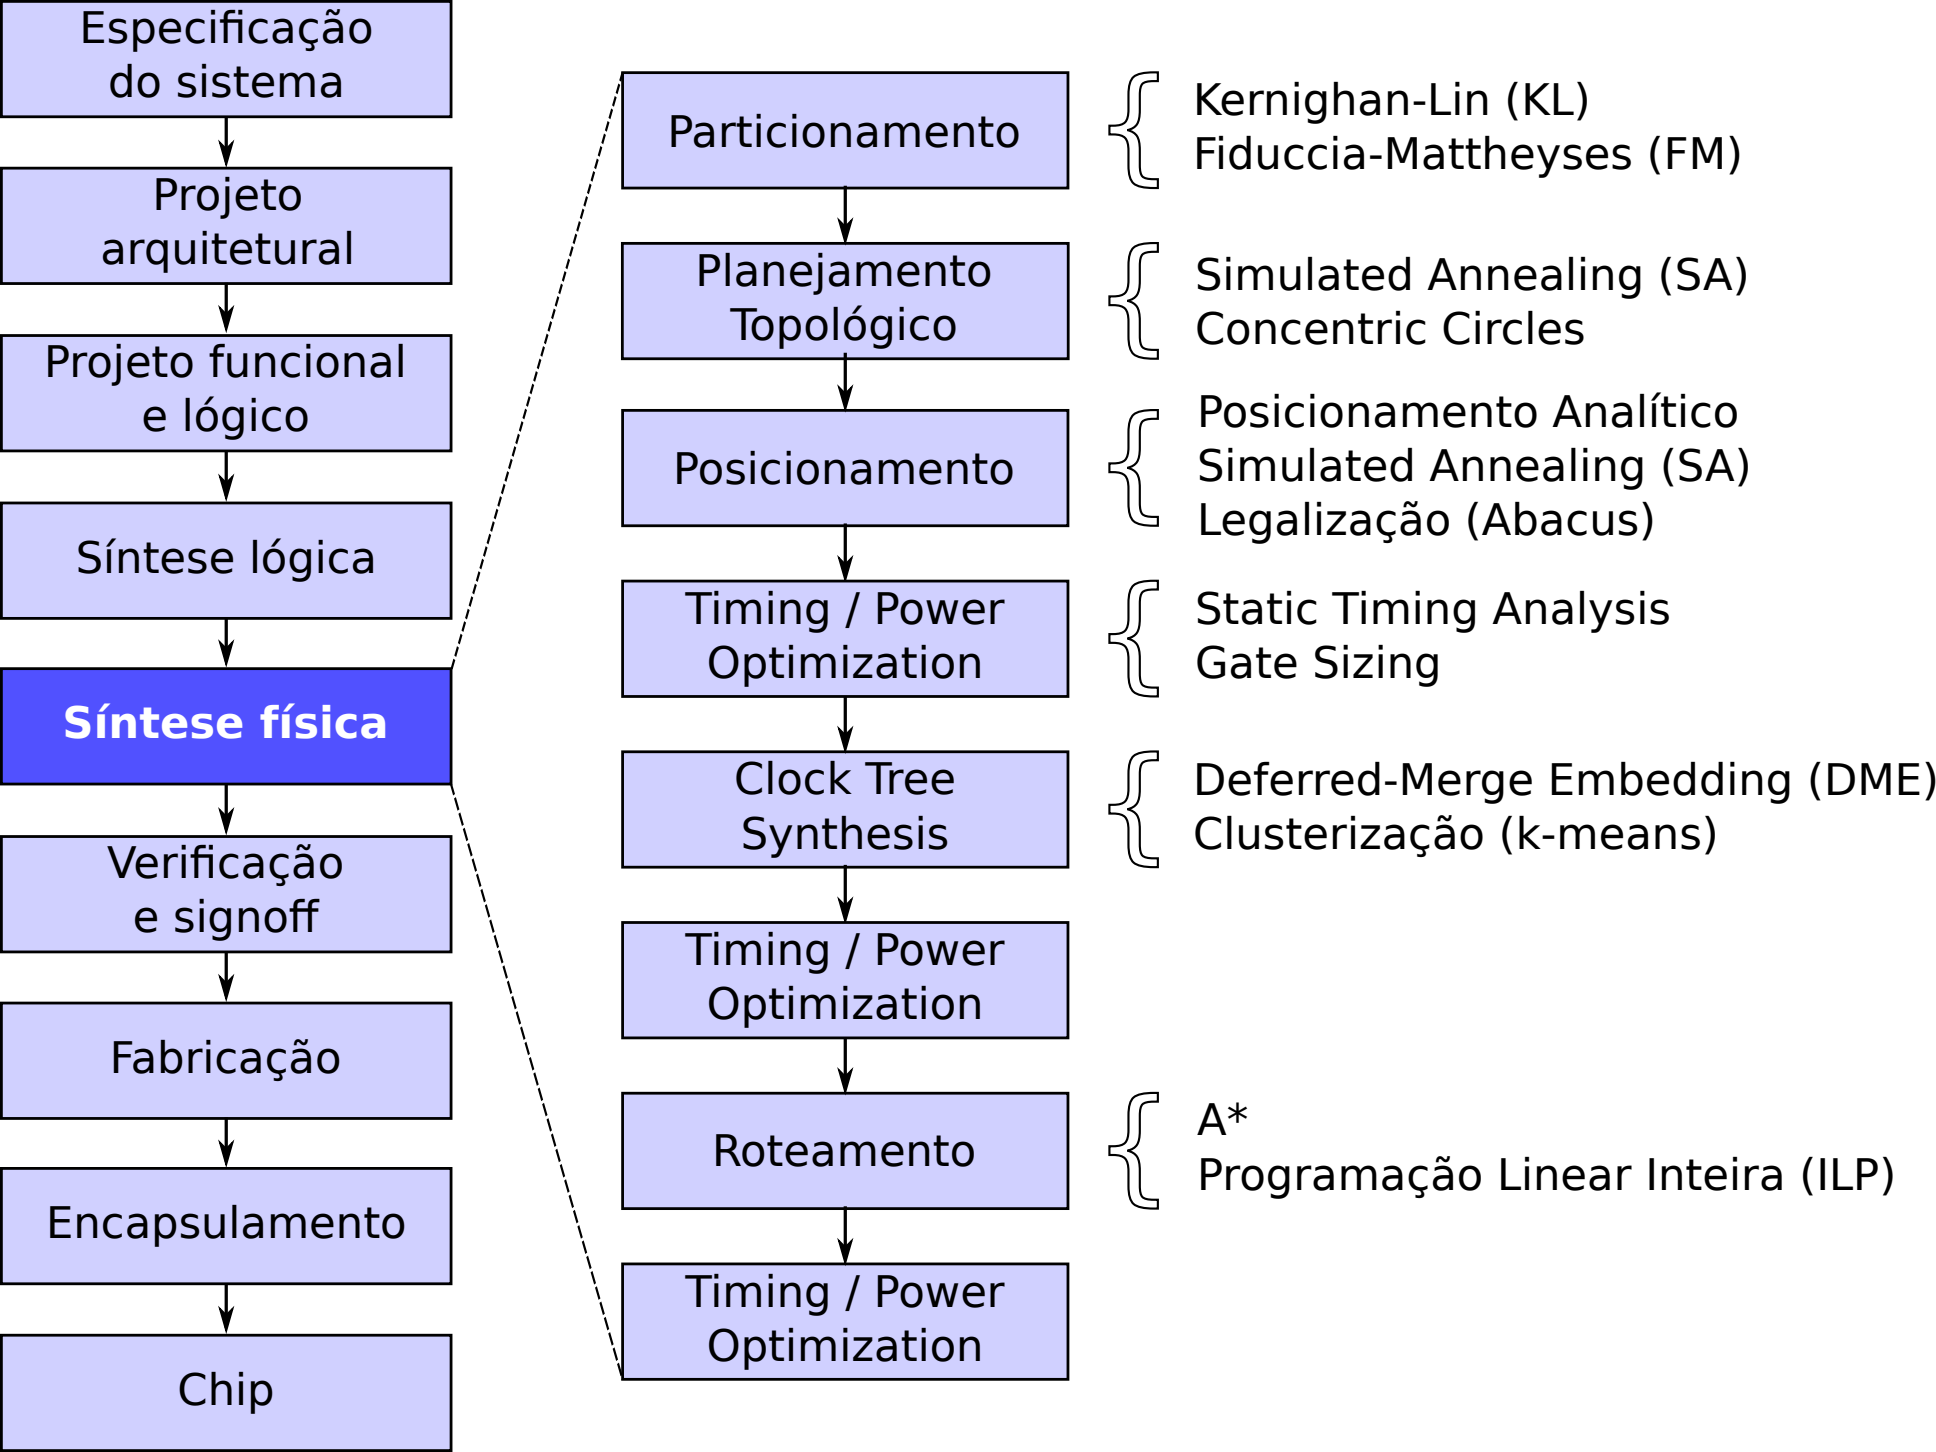 Especificação
do sistema
Projeto
arquitetural
Projeto funcional
e lógico
Síntese lógica
Síntese física
Verificação
e signoff
Fabricação
Encapsulamento
Chip
Particionamento
Kernighan-Lin (KL)
Fiduccia-Mattheyses (FM)
Planejamento
Topológico
Simulated Annealing (SA)
Concentric Circles
Posicionamento
Posicionamento Analítico
Simulated Annealing (SA)
Legalização (Abacus)
Timing / Power
Optimization
Static Timing Analysis
Gate Sizing
Clock Tree
Synthesis
Deferred-Merge Embedding (DME)
Clusterização (k-means)
Timing / Power
Optimization
Roteamento
A*
Programação Linear Inteira (ILP)
Timing / Power
Optimization